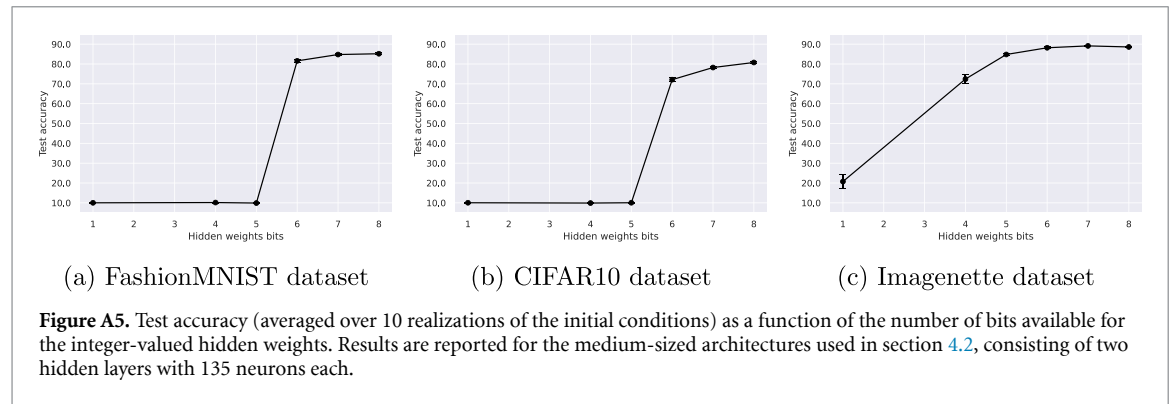 90.0
80.0
70.0
60.0
50.0
40.0
30.0
20.0
10.0
Test accuracy
1 2 3 4 5 6 7 8
Hidden weights bits
(a) FashionMNIST dataset
90.0
80.0
70.0
60.0
50.0
40.0
30.0
20.0
10.0
Test accuracy
1 2 3 4 5 6 7 8
Hidden weights bits
(b) CIFAR10 dataset
90.0
80.0
70.0
60.0
50.0
40.0
30.0
20.0
10.0
Test accuracy
1 2 3 4 5 6 7 8
Hidden weights bits
(c) Imagenette dataset
Figure A5. Test accuracy (averaged over 10 realizations of the initial conditions) as a function of the number of bits available for
the integer-valued hidden weights. Results are reported for the medium-sized architectures used in section 4.2, consisting of two
hidden layers with 135 neurons each.